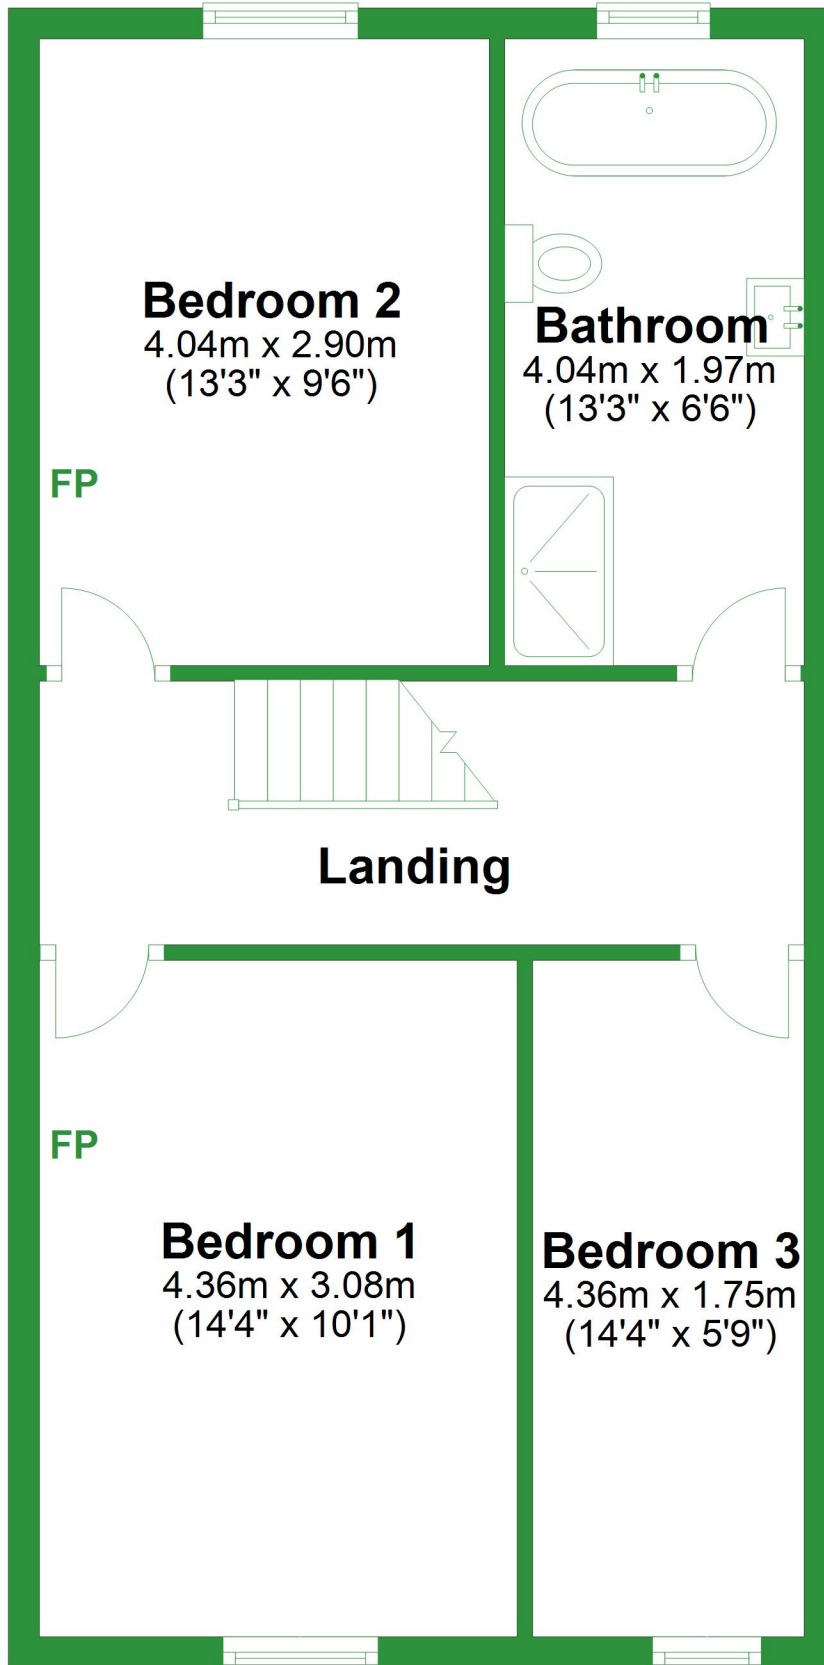 Bedroom 2
4.04m x 2.90m
(13'3" x 9'6")
Bathroom
4.04m x 1.97m
(13'3" x 6'6")
FP
Landing
FP
Bedroom 1
4.36m x 3.08m
(14'4" x 10'1")
Bedroom 3
4.36m x 1.75m
(14'4" x 5'9")